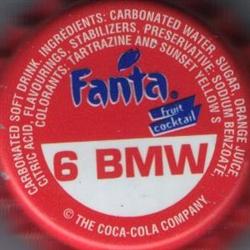 CARBONATED SOFT DRINK. INGREDIENTS: CARBONATED WATER, SUGAR, ORANGE JUICE,
CITRIC ACID, FLAVOURINGS, STABILIZERS, PRESERVATIVE, SODIUM BENZOATE
COLORANTS: TARTRAZINE AND SUNSET YELLOW S
Fanta
fruit
cocktail
6 BMW
© THE COCA-COLA COMPANY.